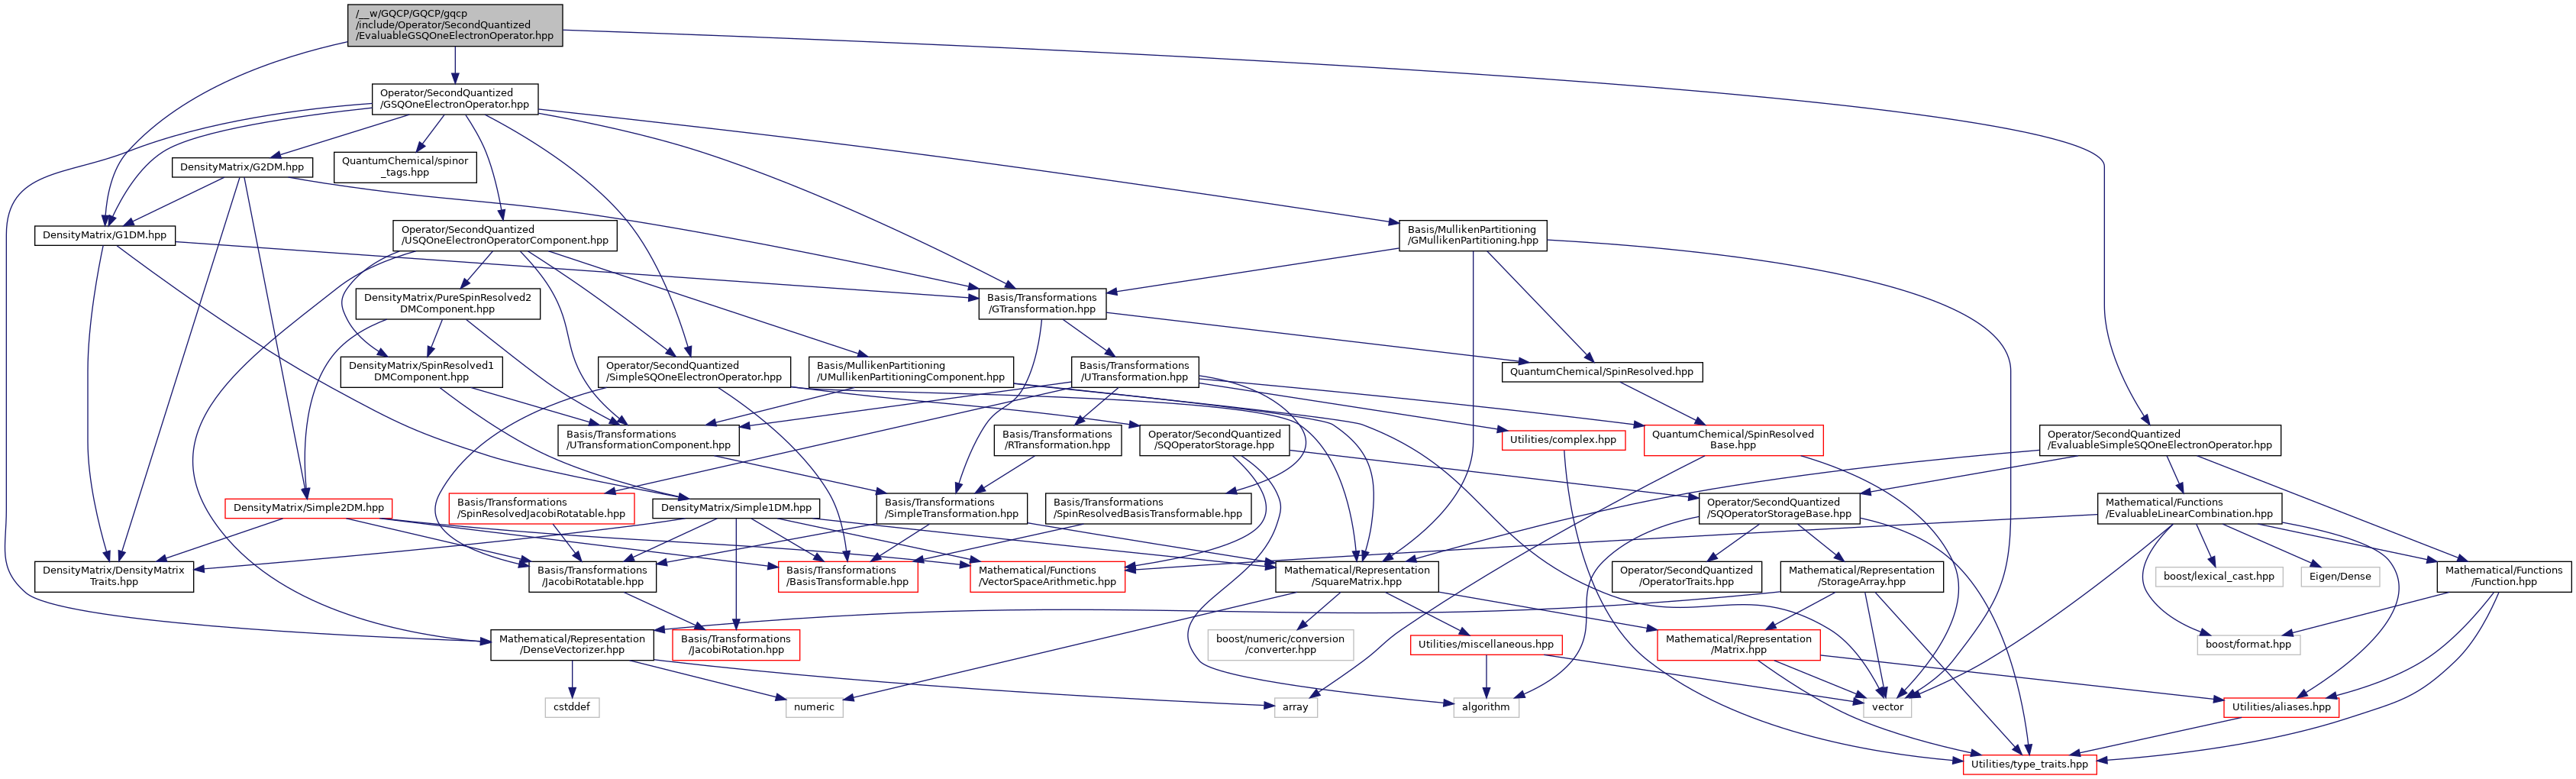 /__w/GQCP/GQCP/gqcp
/include/Operator/SecondQuantized
/EvaluableGSQOneElectronOperator.hpp
Operator/SecondQuantized
/GSQOneElectronOperator.hpp
QuantumChemical/spinor
_tags.hpp
DensityMatrix/G2DM.hpp
DensityMatrix/G1DM.hpp
Operator/SecondQuantized
/USQOneElectronOperatorComponent.hpp
Basis/MullikenPartitioning
/GMullikenPartitioning.hpp
DensityMatrix/PureSpinResolved2
DMComponent.hpp
Basis/Transformations
/GTransformation.hpp
DensityMatrix/SpinResolved1
DMComponent.hpp
Operator/SecondQuantized
/SimpleSQOneElectronOperator.hpp
Basis/MullikenPartitioning
/UMullikenPartitioningComponent.hpp
Basis/Transformations
/UTransformation.hpp
QuantumChemical/SpinResolved.hpp
Basis/Transformations
/UTransformationComponent.hpp
Basis/Transformations
/RTransformation.hpp
Operator/SecondQuantized
/SQOperatorStorage.hpp
Utilities/complex.hpp
QuantumChemical/SpinResolved
Base.hpp
Operator/SecondQuantized
/EvaluableSimpleSQOneElectronOperator.hpp
DensityMatrix/Simple2DM.hpp
Basis/Transformations
/SpinResolvedJacobiRotatable.hpp
DensityMatrix/Simple1DM.hpp
Basis/Transformations
/SimpleTransformation.hpp
Basis/Transformations
/SpinResolvedBasisTransformable.hpp
Operator/SecondQuantized
/SQOperatorStorageBase.hpp
Mathematical/Functions
/EvaluableLinearCombination.hpp
DensityMatrix/DensityMatrix
Traits.hpp
Basis/Transformations
/JacobiRotatable.hpp
Basis/Transformations
/BasisTransformable.hpp
Mathematical/Functions
/VectorSpaceArithmetic.hpp
Mathematical/Representation
/SquareMatrix.hpp
Operator/SecondQuantized
/OperatorTraits.hpp
Mathematical/Representation
/StorageArray.hpp
boost/lexical_cast.hpp
Eigen/Dense
Mathematical/Functions
/Function.hpp
Mathematical/Representation
/DenseVectorizer.hpp
Basis/Transformations
/JacobiRotation.hpp
boost/numeric/conversion
/converter.hpp
Utilities/miscellaneous.hpp
Mathematical/Representation
/Matrix.hpp
boost/format.hpp
cstddef
numeric
array
algorithm
vector
Utilities/aliases.hpp
Utilities/type_traits.hpp